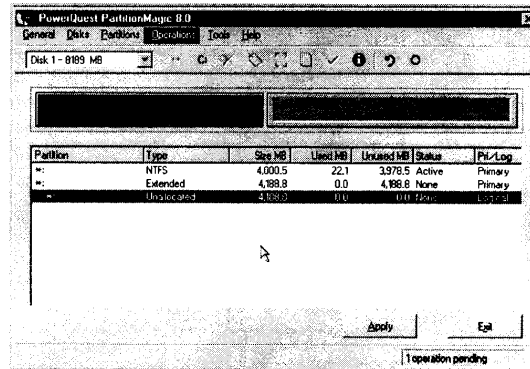 PowerQuest PartitionMagic 8.0
General Disks Partitions Operations Tools Help
Disk 1 - 8189 MB
Partition Type Size MB Used MB Unused MB Status Pri/Log
*: NTFS 4,000.5 22.1 3,978.5 Active Primary
*: Extended 4,188.8 0.0 4,188.8 None Primary
*: Unallocated 4,188.8 0.0 0.0 None Logical
Apply Exit
1 operation pending